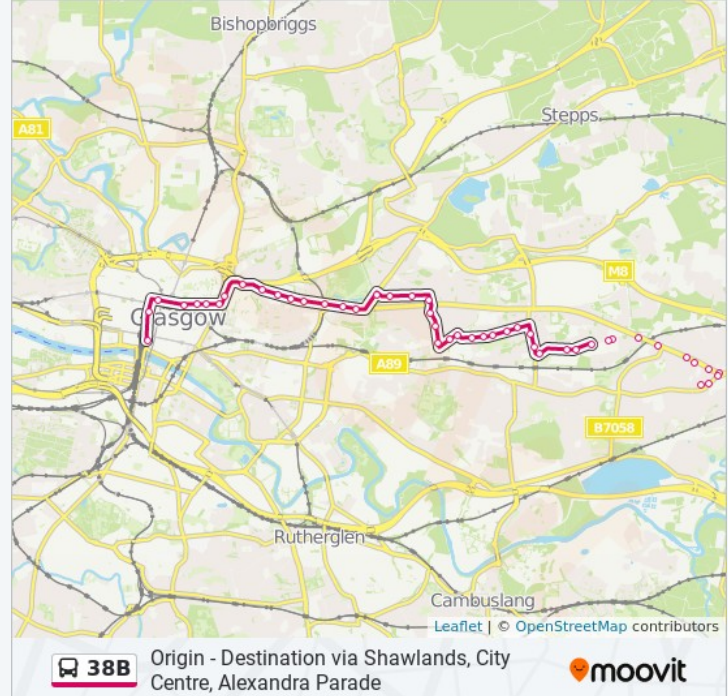 Bishopbriggs
Stepps
A81
M8
Glasgow
A89
B7058
Rutherglen
Cambuslang
Leaflet | © OpenStreetMap contributors
38B
Origin - Destination via Shawlands, City
Centre, Alexandra Parade
moovit